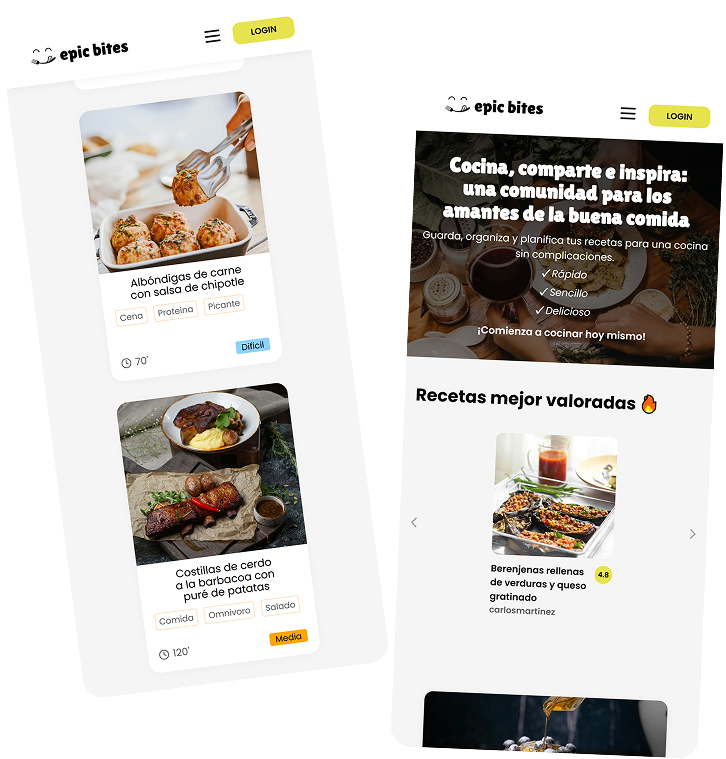 epic bites
LOGIN
Albóndigas de carne
con salsa de chipotle
Cena
Proteína
Picante
70'
Difícil
Costillas de cerdo
a la barbacoa con
puré de patatas
Comida
Omnívoro
Salado
120'
Media
epic bites
LOGIN
Cocina, comparte e Inspira:
una comunidad para los
amantes de la buena comida
Guarda, organiza y planifica tus recetas para una cocina
sin complicaciones.
✓Rápido
✓Sencillo
✓Delicioso
¡Comienza a cocinar hoy mismo!
Recetas mejor valoradas 🔥
Berenjenas rellenas
de verduras y queso
gratinado
4.8
carlosmartinez